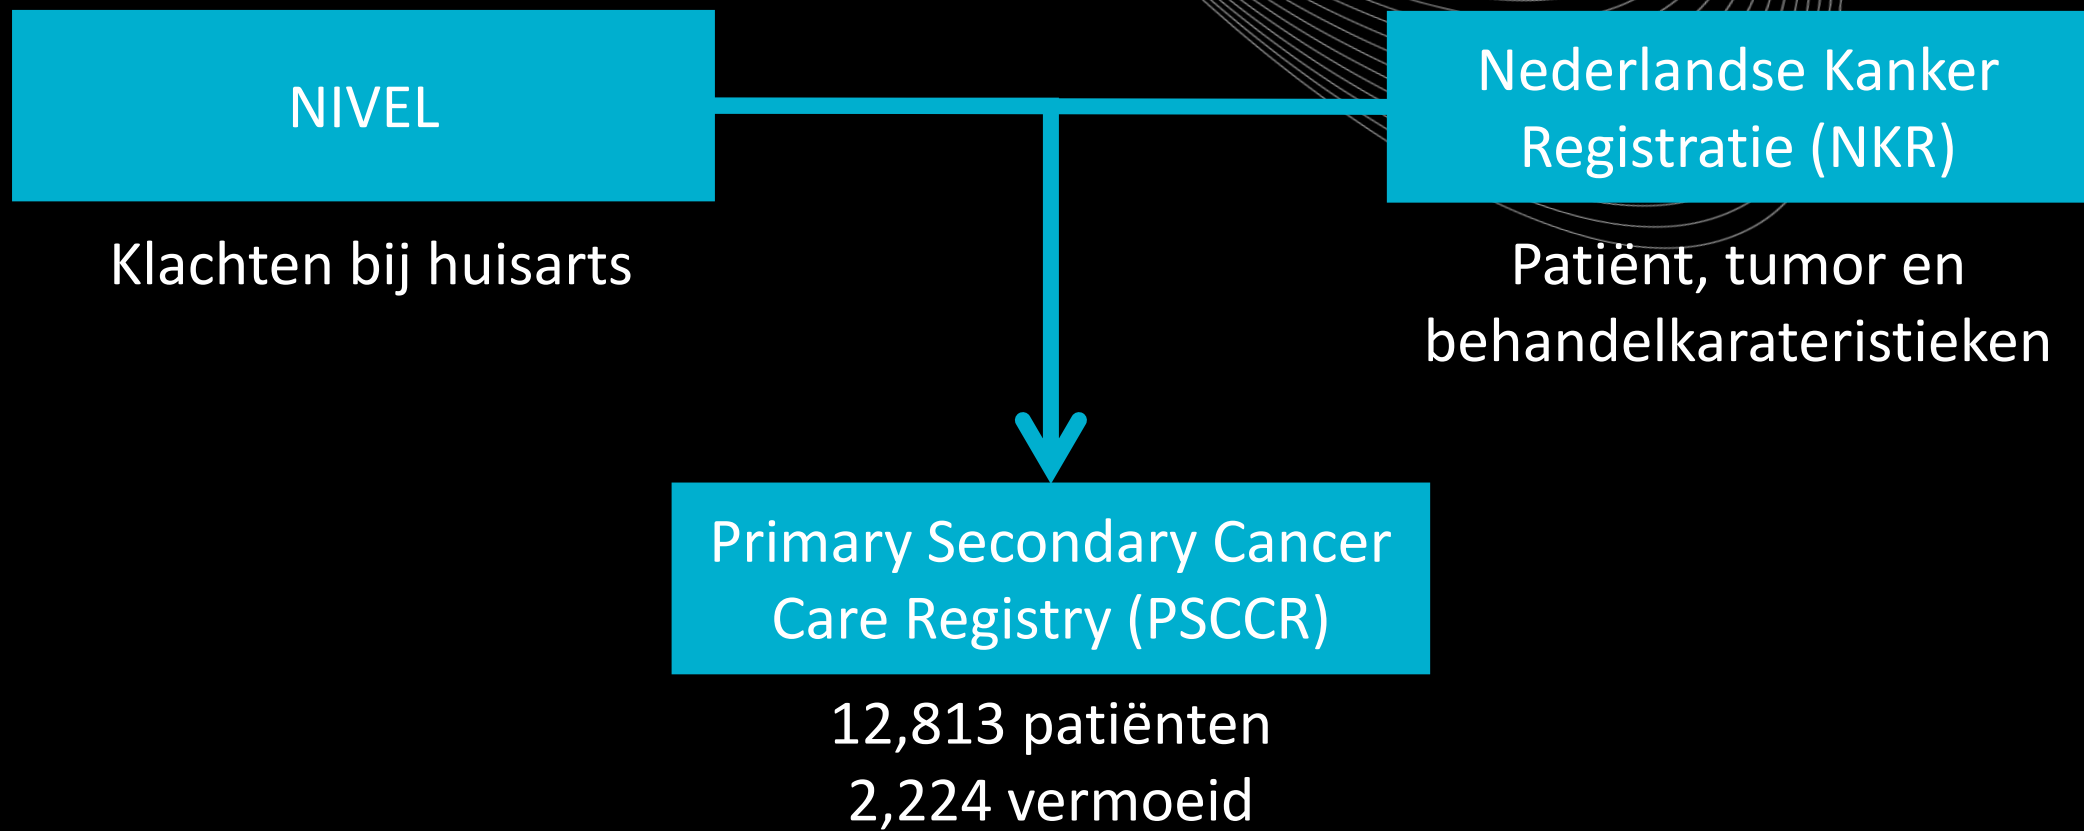 NIVEL
Klachten bij huisarts
Nederlandse Kanker
Registratie (NKR)
Patiënt, tumor en
behandelkarateristieken
Primary Secondary Cancer
Care Registry (PSCCR)
12,813 patiënten
2,224 vermoeid